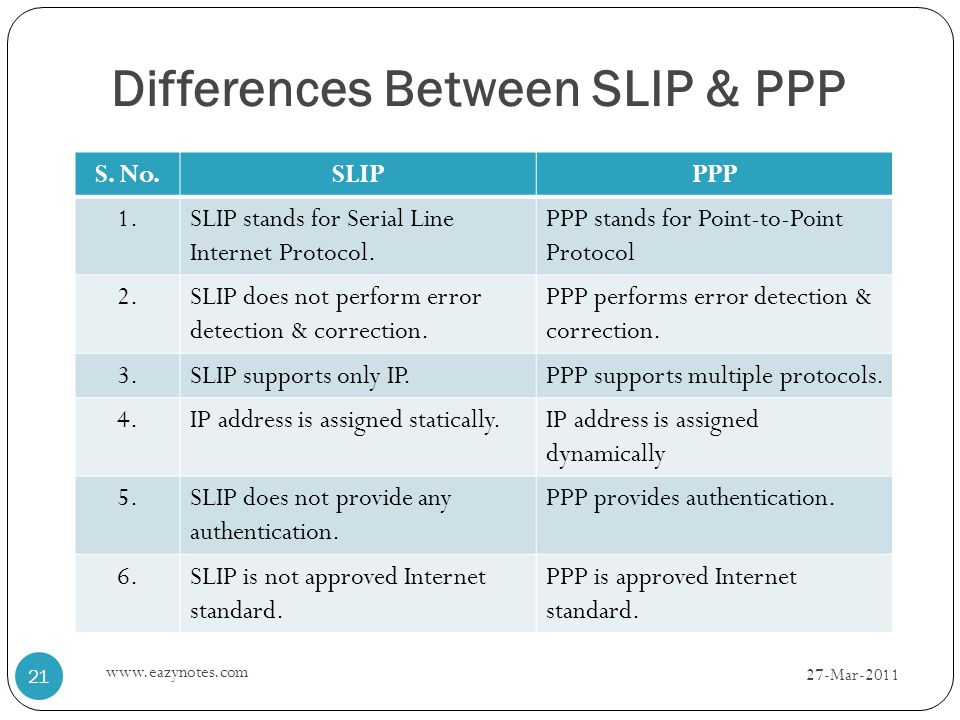 Differences Between SLIP & PPP
S. No. SLIP PPP
1. SLIP stands for Serial Line PPP stands for Point-to-Point
Internet Protocol. Protocol
2. SLIP does not perform error PPP performs error detection &
detection & correction. correction.
3. SLIP supports only IP. PPP supports multiple protocols.
4. IP address is assigned statically. IP address is assigned
dynamically
5. SLIP does not provide any PPP provides authentication.
authentication.
6. SLIP is not approved Internet PPP is approved Internet
standard. standard.
21 www.eazynotes.com 27-Mar-2011